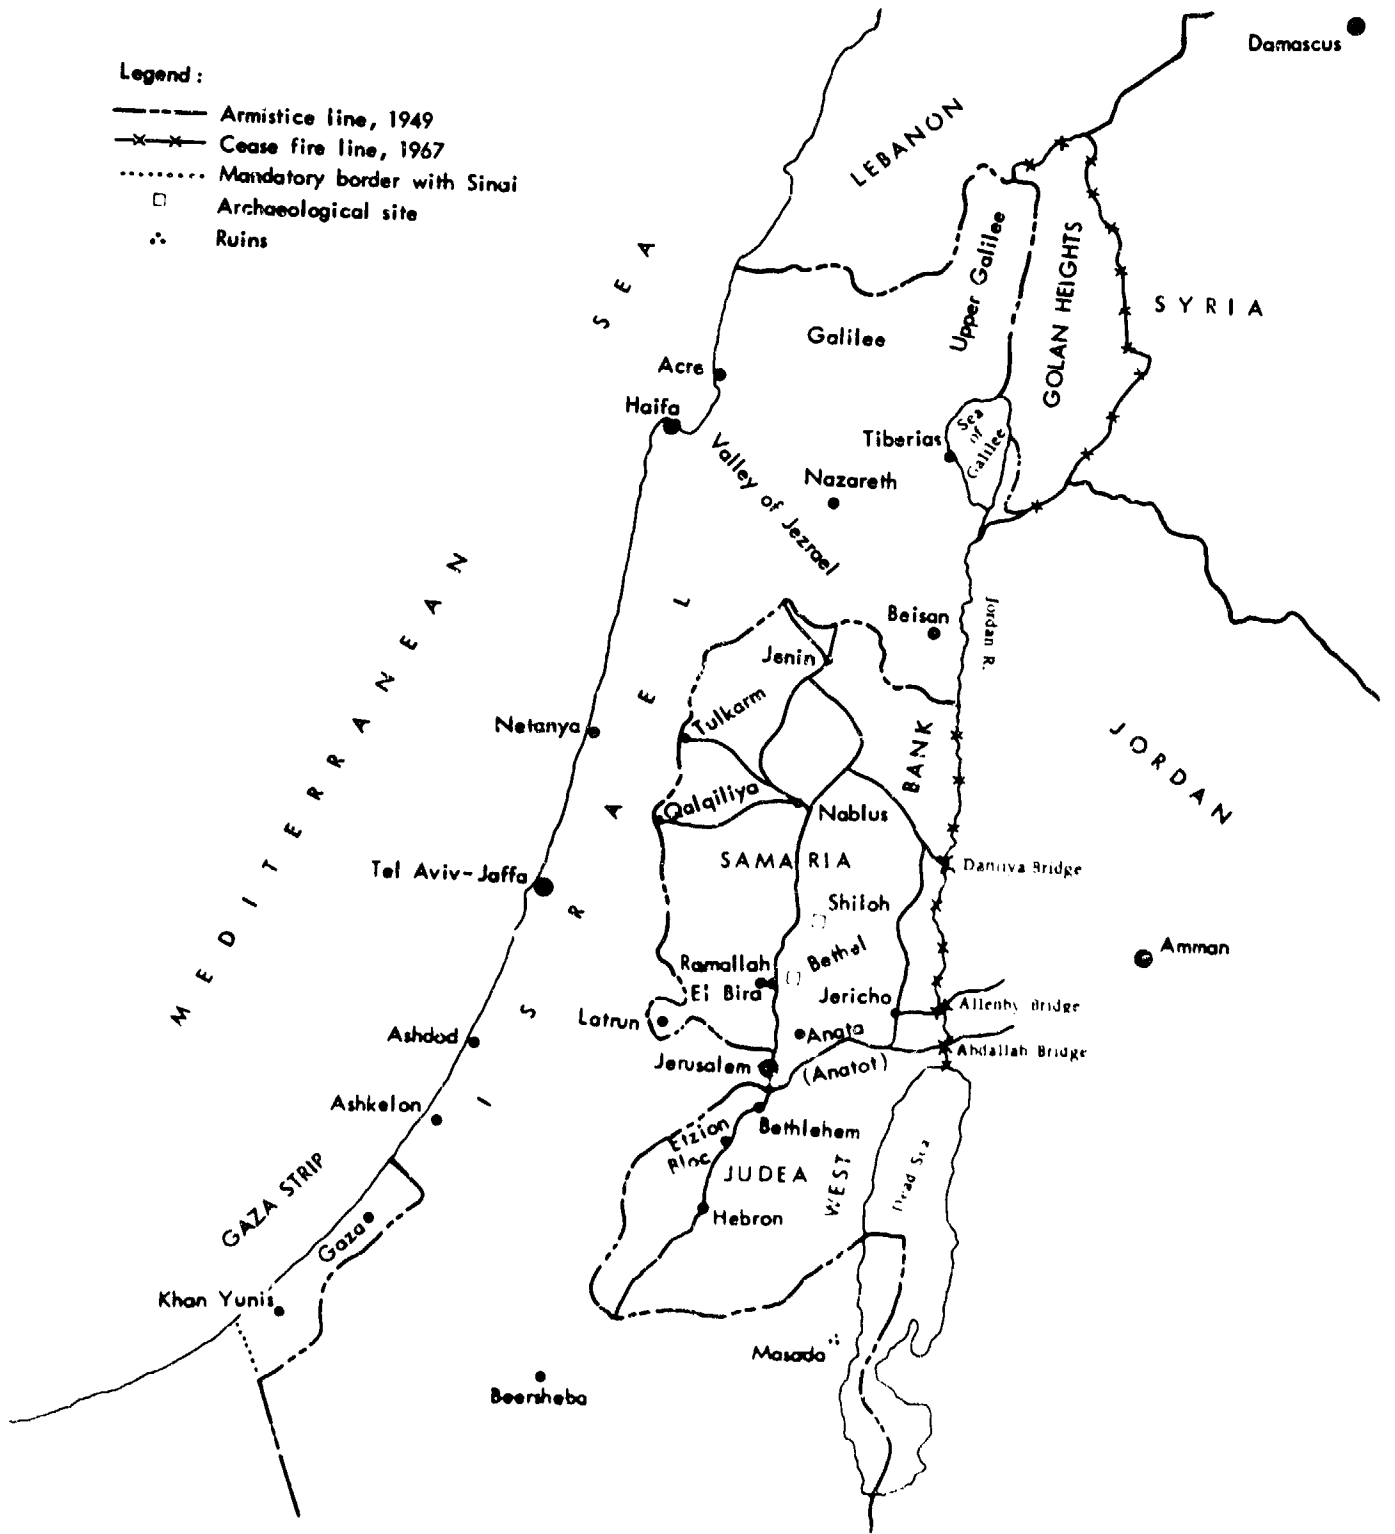 Legend :
Armistice line, 1949
Cease fire line, 1967
Mandatory border with Sinai
Archaeological site
Ruins
Damascus
LEBANON
Upper Galilee
GOLAN HEIGHTS
SYRIA
Galilee
Acre
Haifa
Sea
of
Galilee
Tiberias
Nazareth
Valley of Jezrael
MEDITERRANEAN SEA
ISRAEL
Beisan
Jordan R.
Jenin
Tulkarm
Netanya
WEST BANK
JORDAN
Qalqiliya
Nablus
SAMARIA
Tel Aviv-Jaffa
Shiloh
Bethel
Amman
Ramallah
El Bira
Jericho
Allenby Bridge
Latrun
Anata
(Anatot)
Abdallah Bridge
Ashdod
Jerusalem
Ashkelon
Bethlehem
Etzion
Bloc
JUDEA
Dead Sea
Hebron
GAZA STRIP
Gaza
Khan Yunis
Masada
Beersheba
Bridge